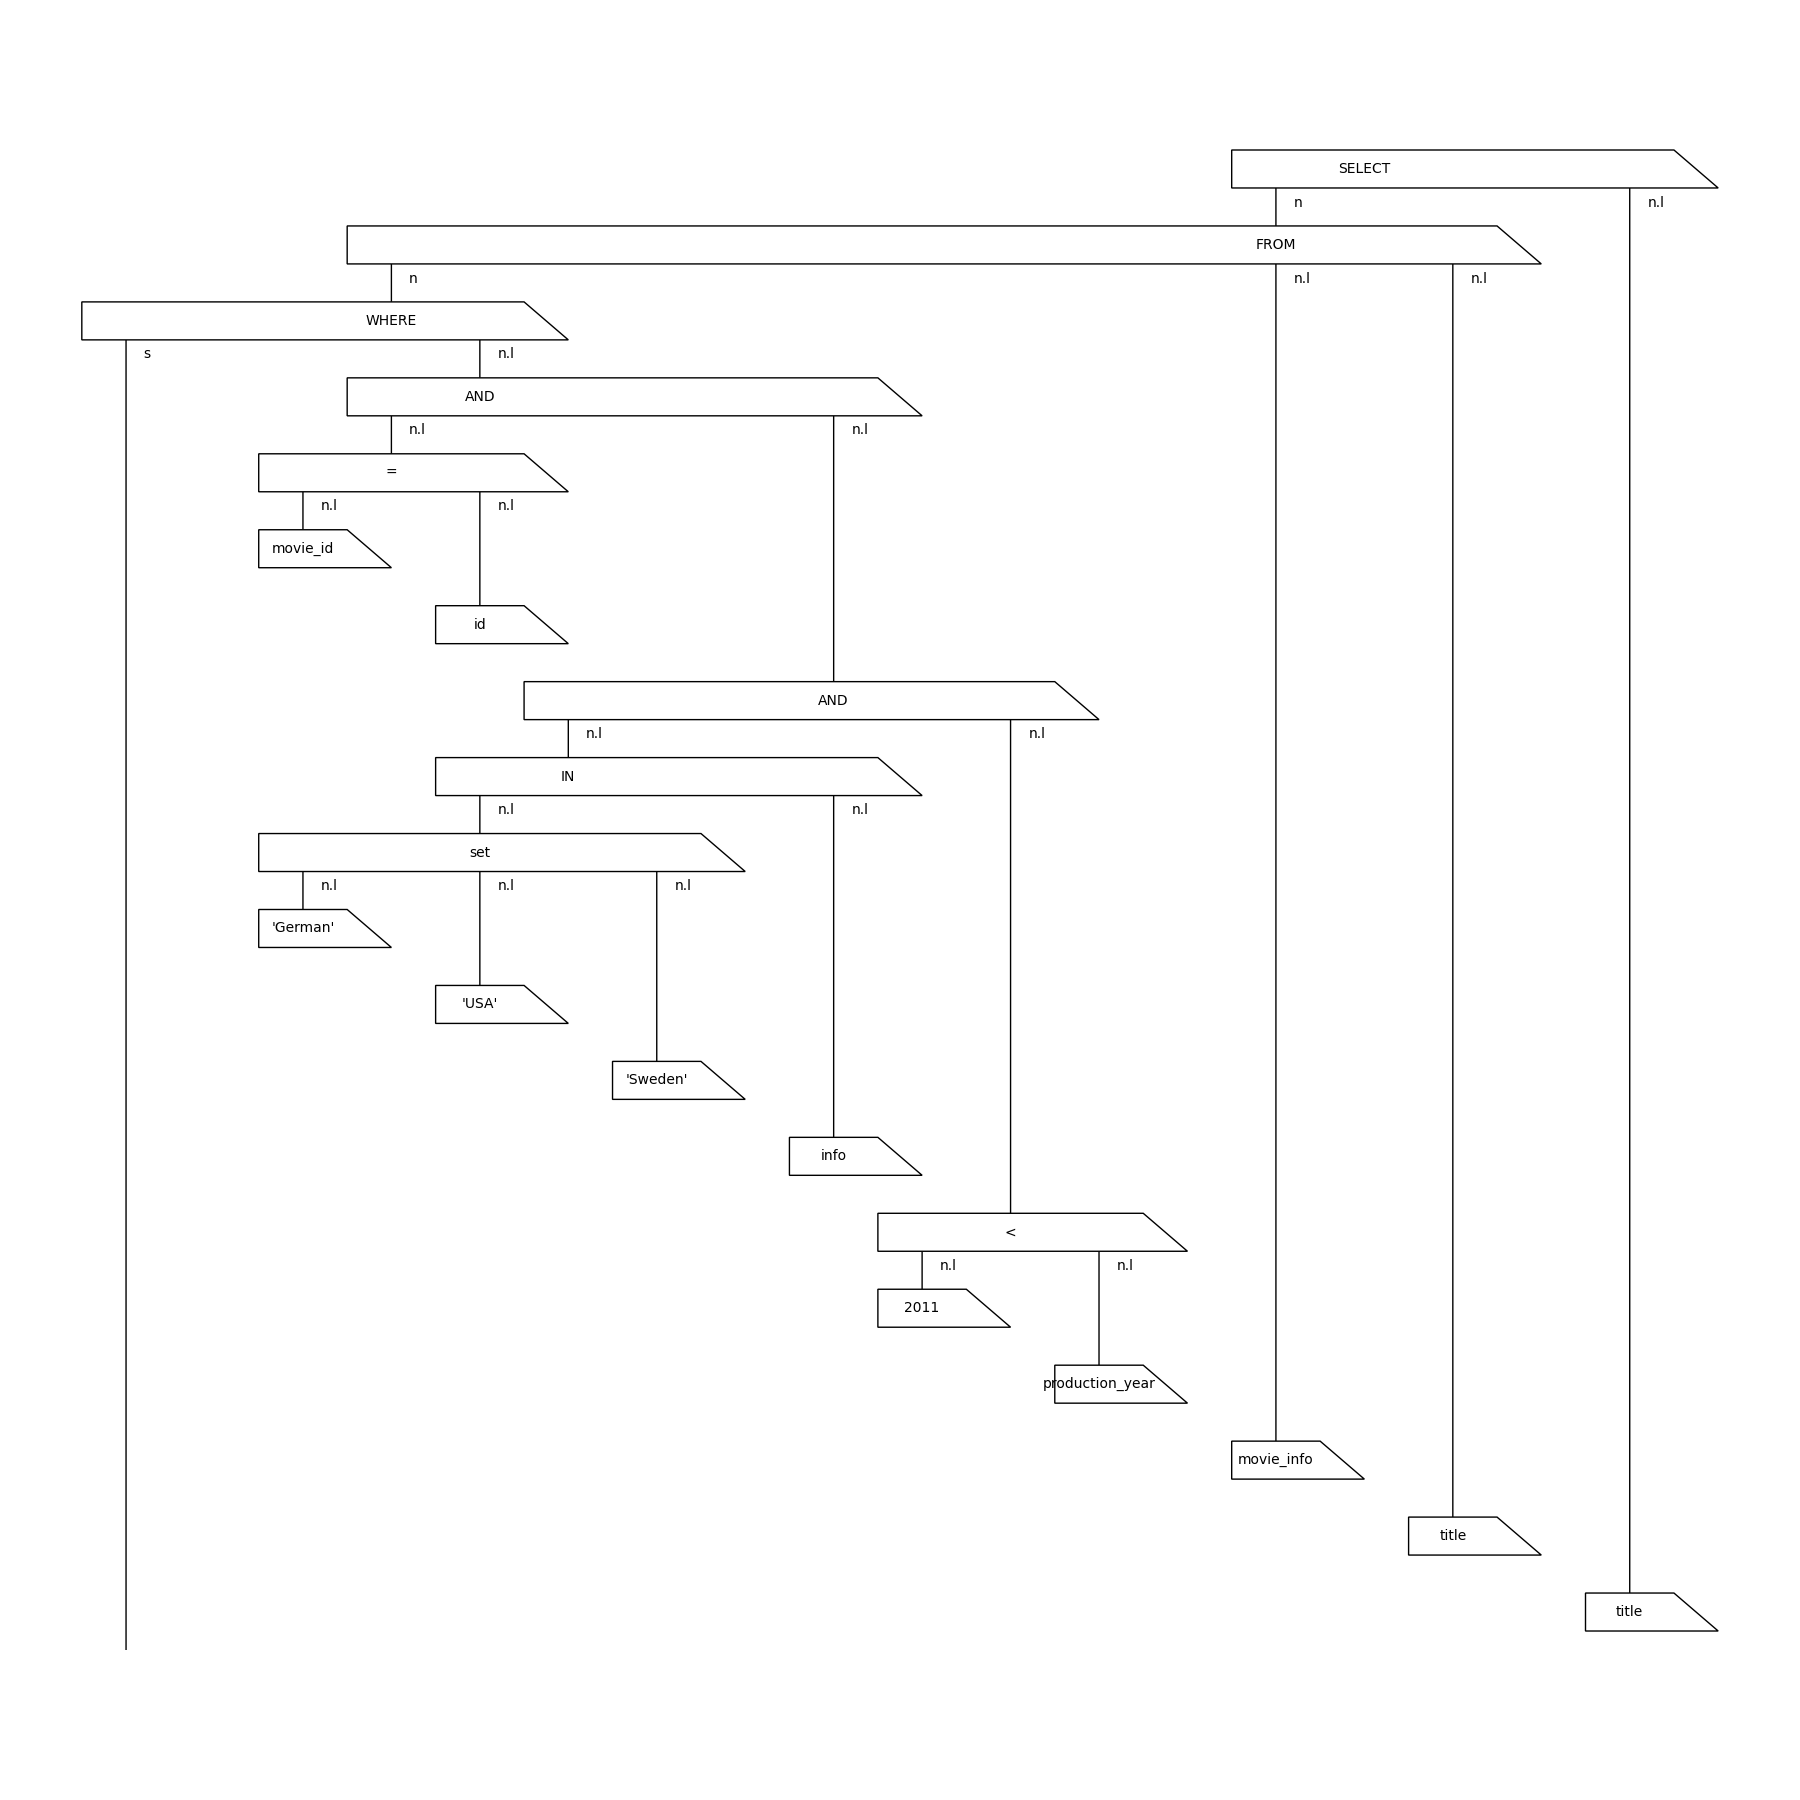 SELECT
n n.l
FROM
n n.l n.l
WHERE
s n.l
AND
n.l n.l
=
n.l n.l
movie_id
id
AND
n.l n.l
IN
n.l n.l
set
n.l n.l n.l
'German'
'USA'
'Sweden'
info
<
n.l n.l
2011
production_year
movie_info
title
title